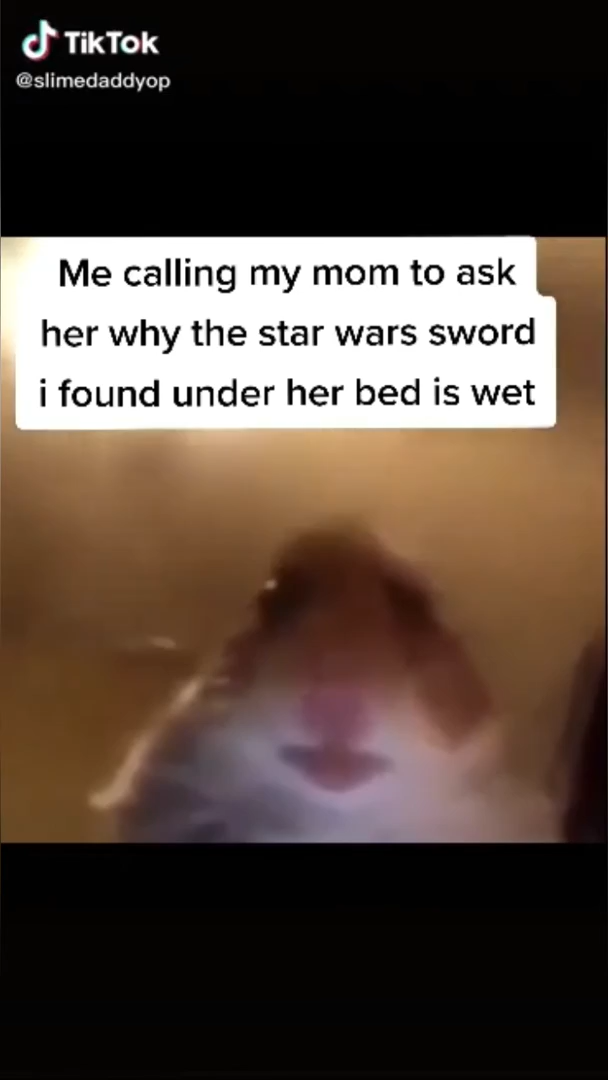 TikTok
@slimedaddyop
Me calling my mom to ask
her why the star wars sword
i found under her bed is wet